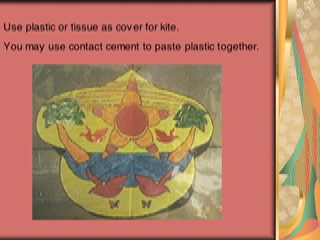 Use plastic or tissue as cover for kite.
You may use contact cement to paste plastic together.